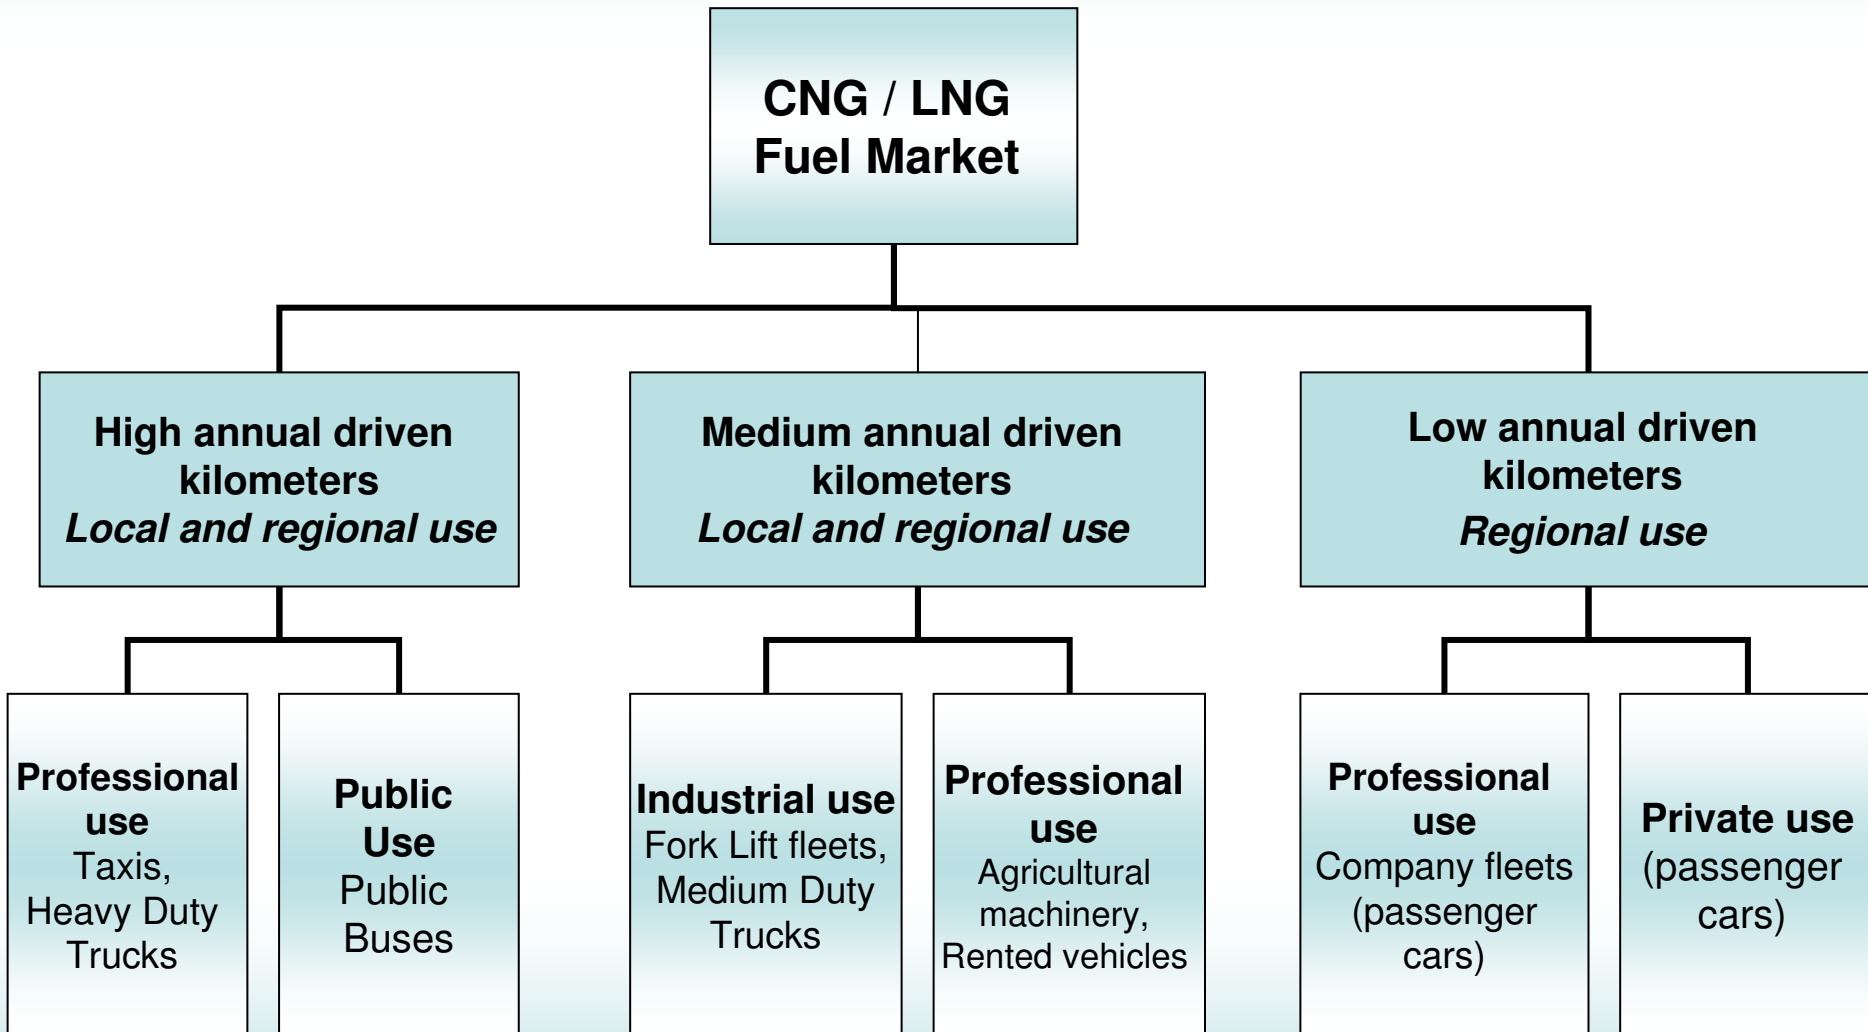 CNG / LNG
Fuel Market
High annual driven
kilometers
Local and regional use
Medium annual driven
kilometers
Local and regional use
Low annual driven
kilometers
Regional use
Professional
use
Taxis,
Heavy Duty
Trucks
Public
Use
Public
Buses
Industrial use
Fork Lift fleets,
Medium Duty
Trucks
Professional
use
Agricultural
machinery,
Rented vehicles
Professional
use
Company fleets
(passenger
cars)
Private use
(passenger
cars)